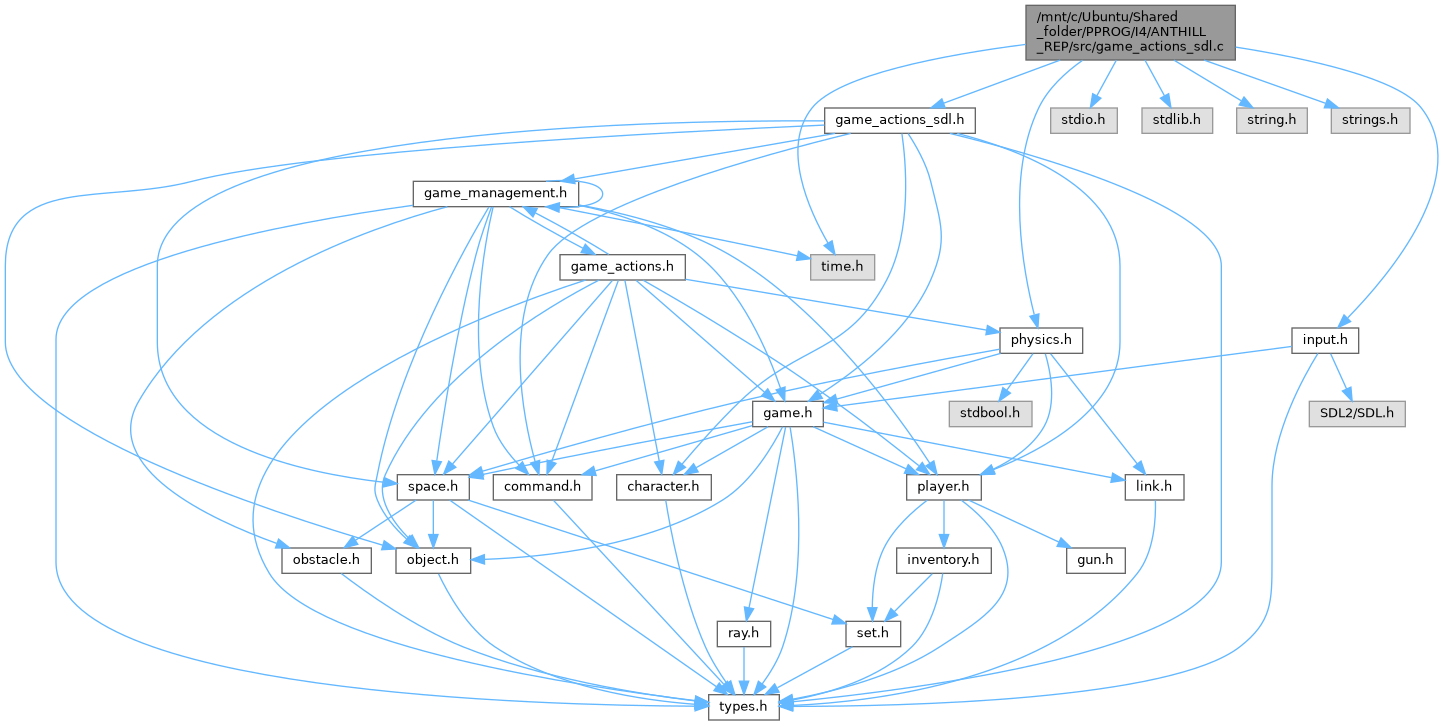 /mnt/c/Ubuntu/Shared
_folder/PPROG/I4/ANTHILL
_REP/src/game_actions_sdl.c
game_actions_sdl.h
stdio.h
stdlib.h
string.h
strings.h
game_management.h
game_actions.h
time.h
physics.h
input.h
game.h
stdbool.h
SDL2/SDL.h
space.h
command.h
character.h
player.h
link.h
obstacle.h
object.h
inventory.h
gun.h
ray.h
set.h
types.h